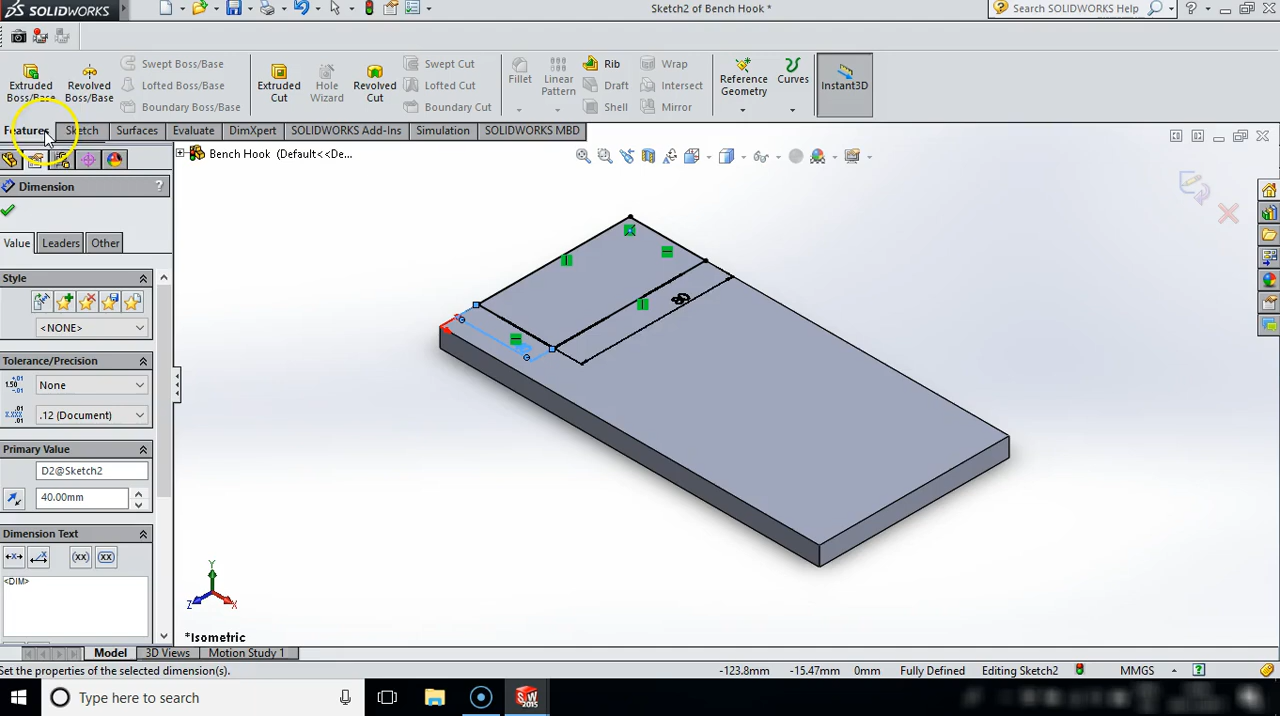 SOLIDWORKS
Sketch2 of Bench Hook *
Search SOLIDWORKS Help
Extruded Boss/Base
Revolved Boss/Base
Swept Boss/Base
Lofted Boss/Base
Boundary Boss/Base
Extruded Cut
Hole Wizard
Revolved Cut
Swept Cut
Lofted Cut
Boundary Cut
Fillet
Linear Pattern
Rib
Draft
Shell
Wrap
Intersect
Mirror
Reference Geometry
Curves
Instant3D
Features
Sketch
Surfaces
Evaluate
DimXpert
SOLIDWORKS Add-Ins
Simulation
SOLIDWORKS MBD
Bench Hook (Default<<De...
Dimension
?
Value
Leaders
Other
Style
<NONE>
Tolerance/Precision
None
.12 (Document)
Primary Value
D2@Sketch2
40.00mm
Dimension Text
(xx)
<DIM>
Y
Z
X
*Isometric
Model
3D Views
Motion Study 1
Set the properties of the selected dimension(s).
-123.8mm
-15.47mm
0mm
Fully Defined
Editing Sketch2
MMGS
Type here to search
2015